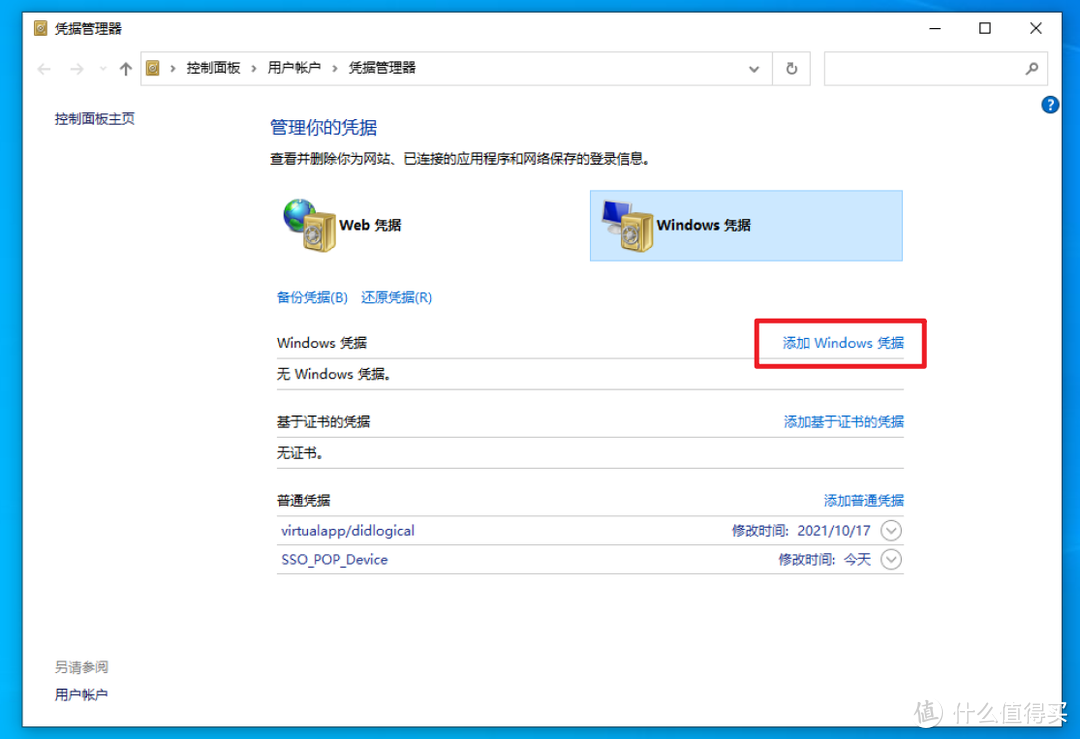 凭据管理器
控制面板 › 用户帐户 › 凭据管理器
控制面板主页
管理你的凭据
查看并删除你为网站、已连接的应用程序和网络保存的登录信息。
Web 凭据
Windows 凭据
备份凭据(B) 还原凭据(R)
Windows 凭据 添加 Windows 凭据
无 Windows 凭据。
基于证书的凭据 添加基于证书的凭据
无证书。
普通凭据 添加普通凭据
virtualapp/didlogical 修改时间: 2021/10/17
SSO_POP_Device 修改时间: 今天
另请参阅
用户帐户
值 什么值得买